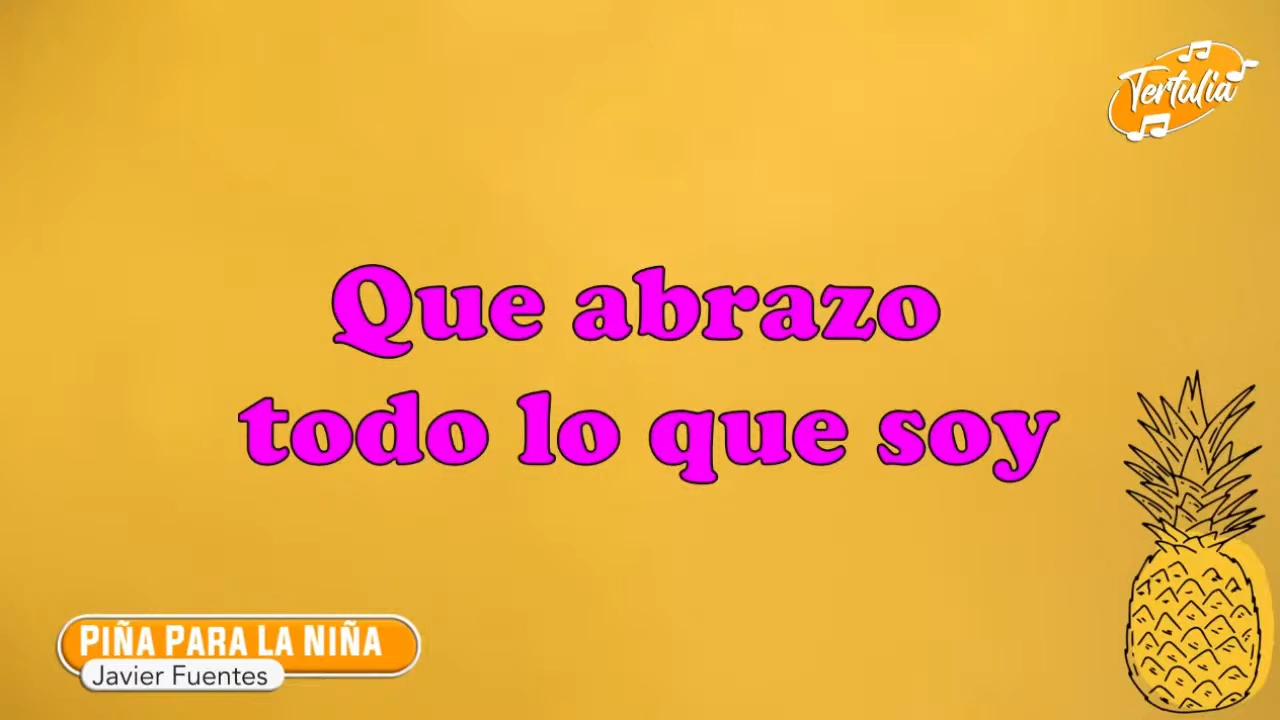 Tertulia
Que abrazo
todo lo que soy
PIÑA PARA LA NIÑA
Javier Fuentes